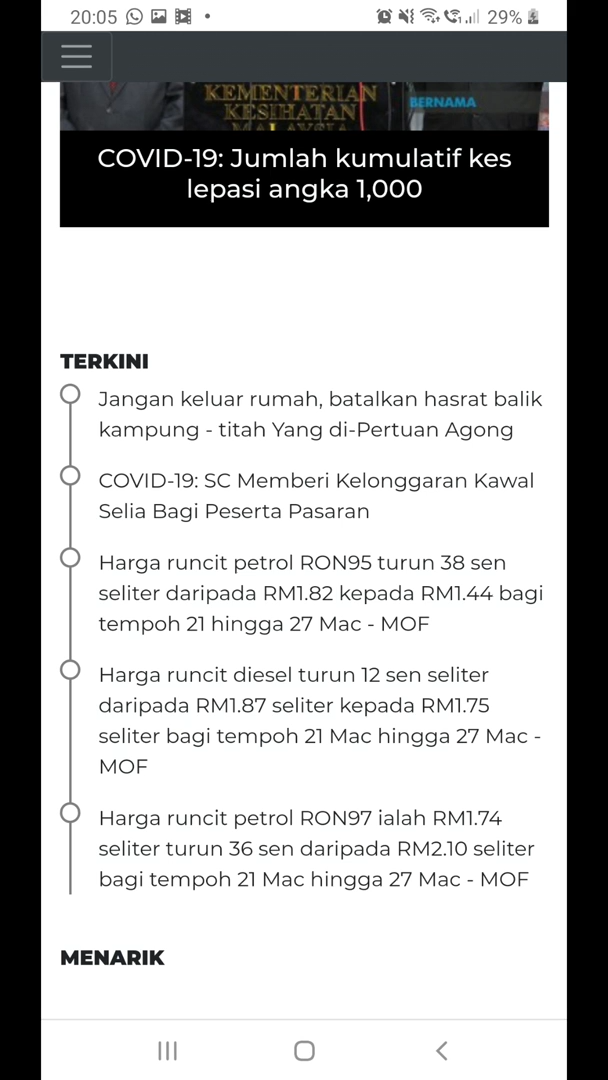 20:05
29%
KEMENTERIAN
KESIHATAN
MALAYSIA
BERNAMA
COVID-19: Jumlah kumulatif kes
lepasi angka 1,000
TERKINI
Jangan keluar rumah, batalkan hasrat balik
kampung - titah Yang di-Pertuan Agong
COVID-19: SC Memberi Kelonggaran Kawal
Selia Bagi Peserta Pasaran
Harga runcit petrol RON95 turun 38 sen
seliter daripada RM1.82 kepada RM1.44 bagi
tempoh 21 hingga 27 Mac - MOF
Harga runcit diesel turun 12 sen seliter
daripada RM1.87 seliter kepada RM1.75
seliter bagi tempoh 21 Mac hingga 27 Mac -
MOF
Harga runcit petrol RON97 ialah RM1.74
seliter turun 36 sen daripada RM2.10 seliter
bagi tempoh 21 Mac hingga 27 Mac - MOF
MENARIK